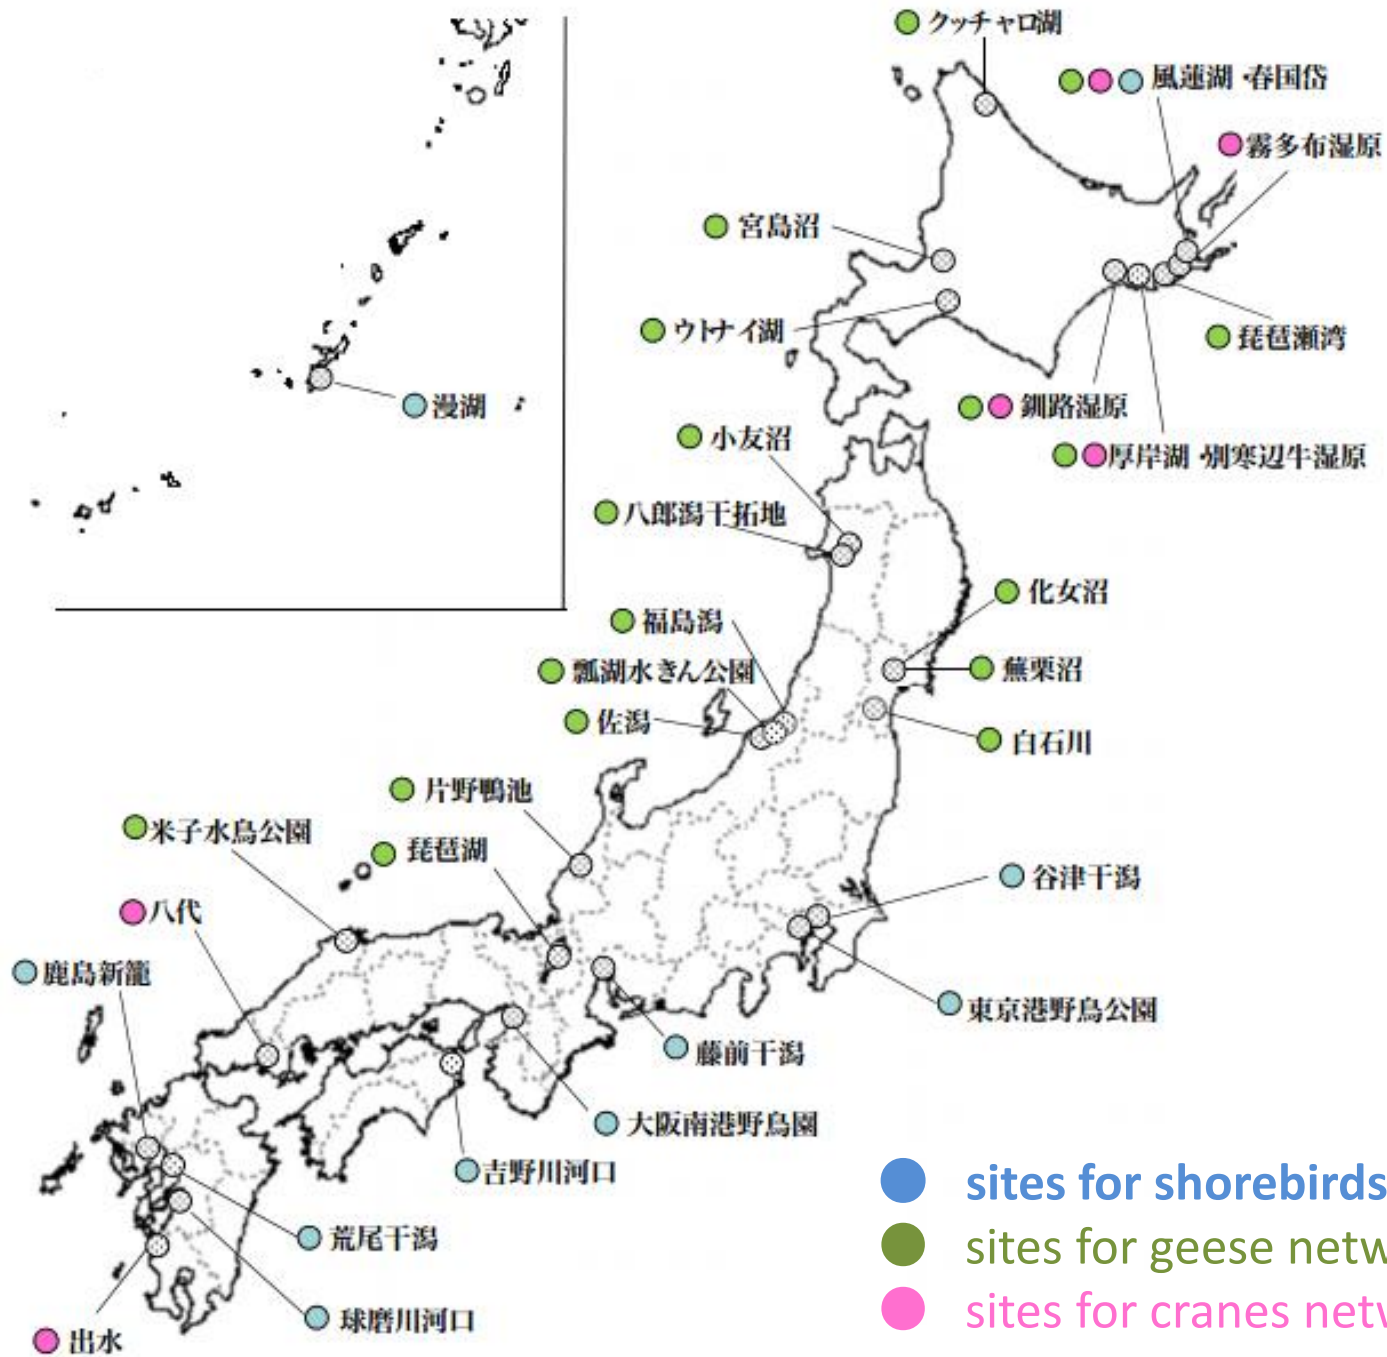 クッチャロ湖
風蓮湖・春国岱
霧多布湿原
宮島沼
ウトナイ湖
琵琶瀬湾
漫湖
釧路湿原
小友沼
厚岸湖・別寒辺牛湿原
八郎潟干拓地
化女沼
福島潟
瓢湖水きん公園
蕪栗沼
佐潟
白石川
片野鴨池
米子水鳥公園
琵琶湖
谷津干潟
八代
鹿島新籠
東京港野鳥公園
藤前干潟
大阪南港野鳥園
吉野川河口
sites for shorebirds
荒尾干潟
sites for geese netw
球磨川河口
sites for cranes netw
出水